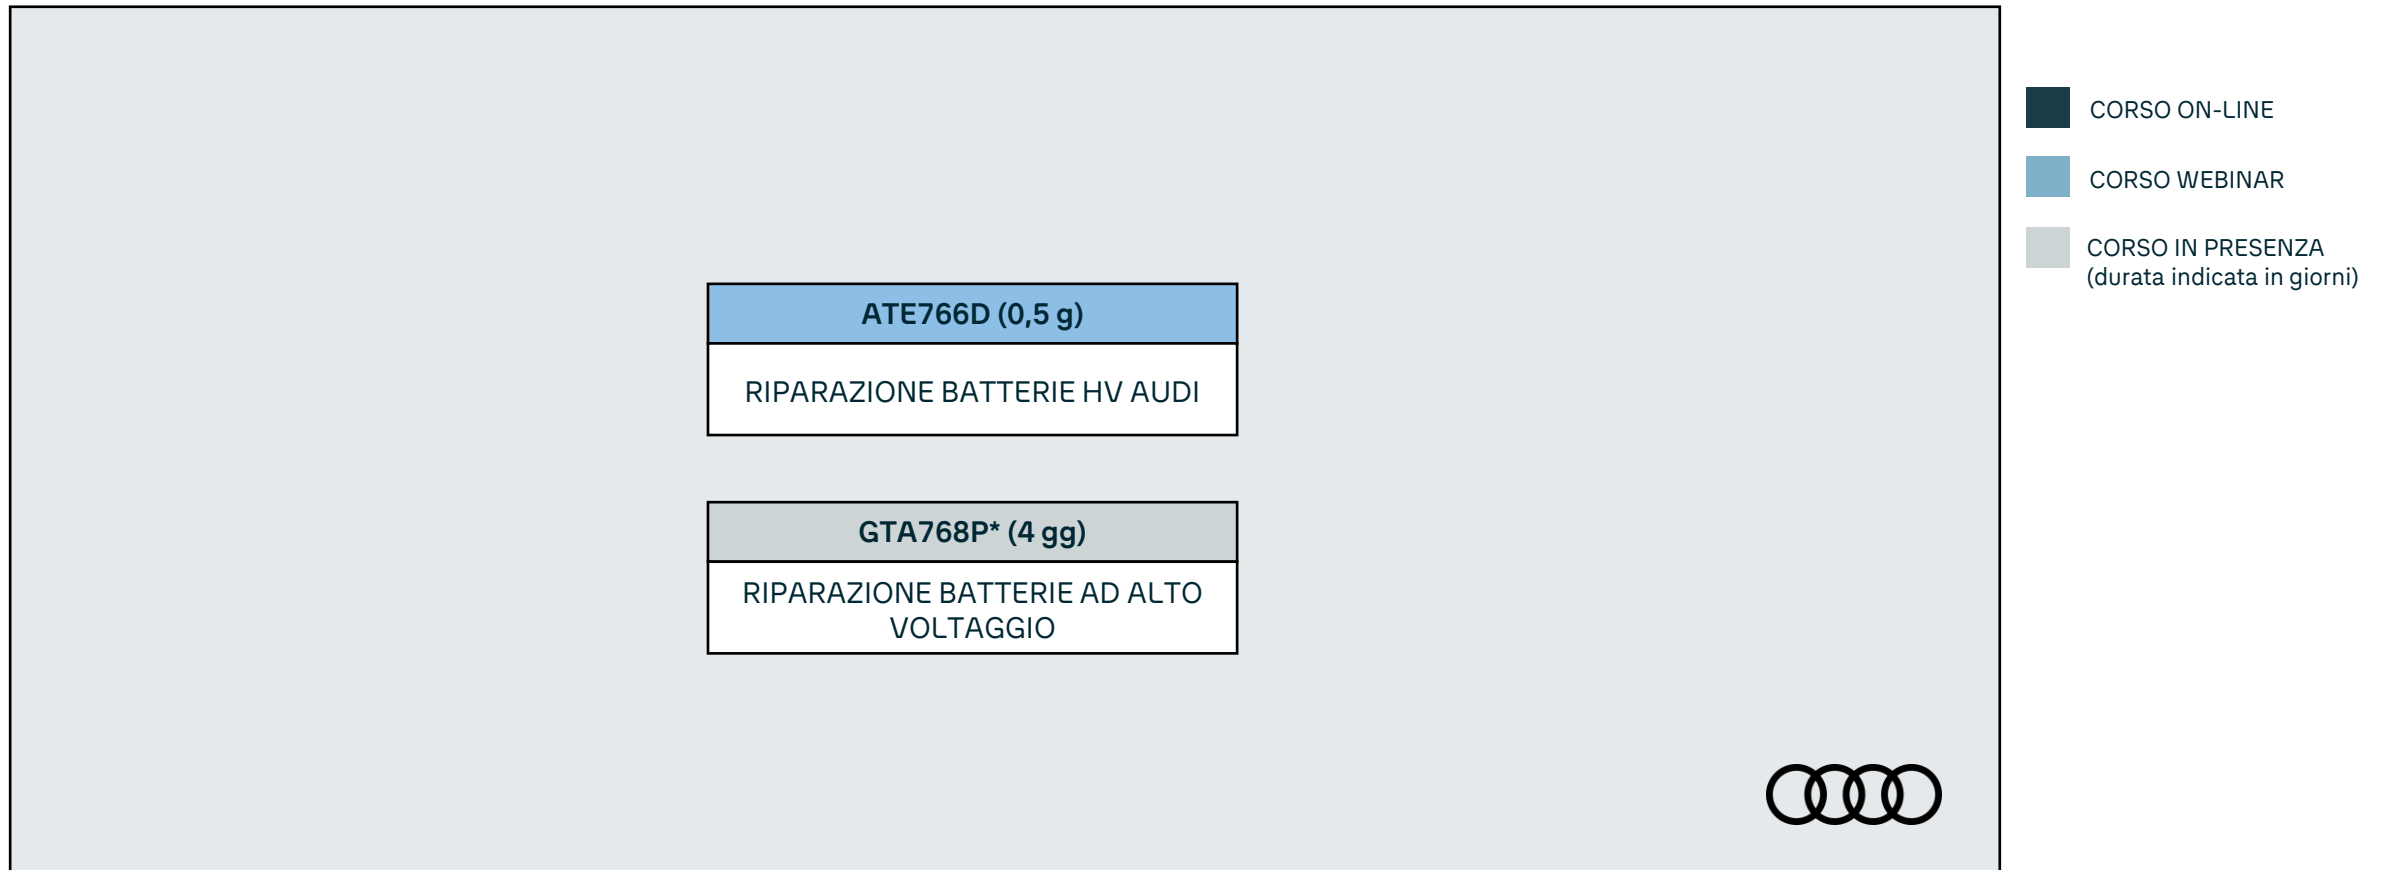 CORSO ON-LINE
CORSO WEBINAR
CORSO IN PRESENZA
(durata indicata in giorni)
ATE766D (0,5 g)
RIPARAZIONE BATTERIE HV AUDI
GTA768P* (4 gg)
RIPARAZIONE BATTERIE AD ALTO
VOLTAGGIO